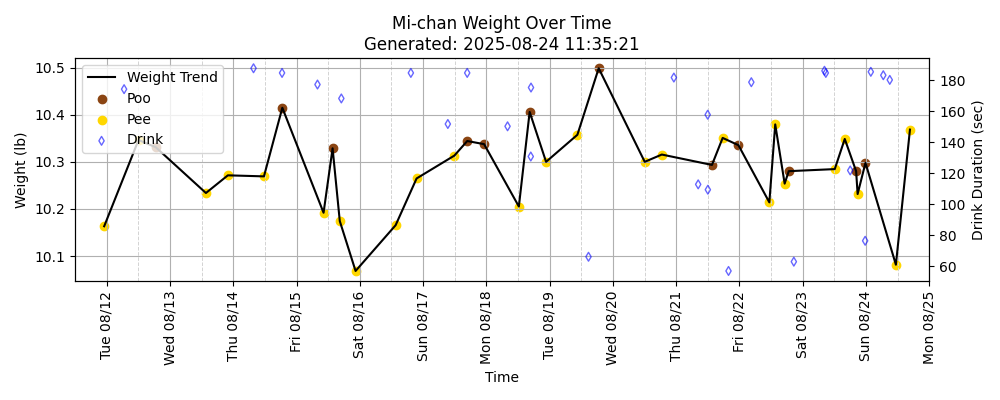 Mi-chan Weight Over Time
Generated: 2025-08-24 11:35:21
Weight (lb)
10.5
10.4
10.3
10.2
10.1
Weight Trend
Poo
Pee
Drink
180
160
140
120
100
80
60
Drink Duration (sec)
Tue 08/12
Wed 08/13
Thu 08/14
Fri 08/15
Sat 08/16
Sun 08/17
Mon 08/18
Tue 08/19
Wed 08/20
Thu 08/21
Fri 08/22
Sat 08/23
Sun 08/24
Mon 08/25
Time